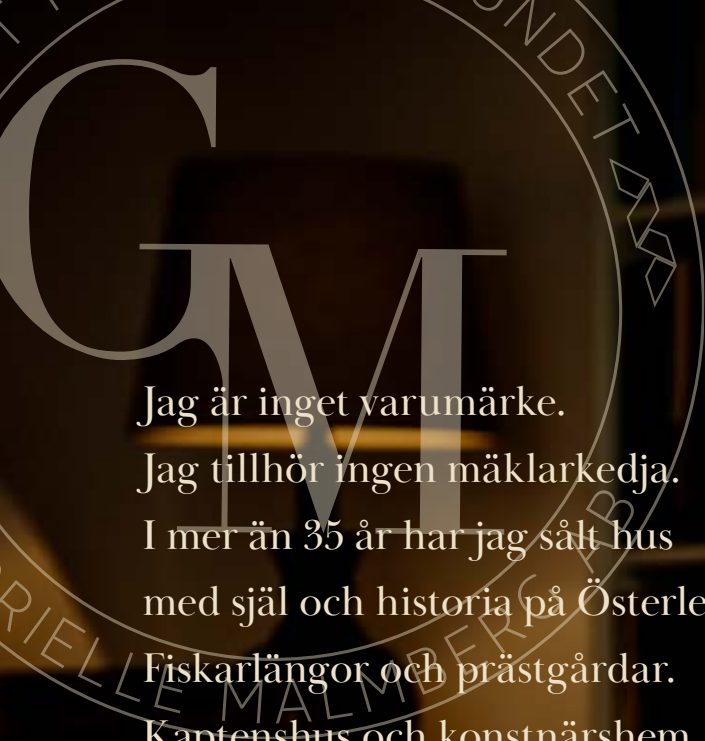 UNDET
GM
Jag är inget varumärke.
Jag tillhör ingen mäklarkedja.
I mer än 35 år har jag sålt hus
med själ och historia på Österle
Fiskarlängor och prästgårdar.
Kaptenshus och konstnärshem
RIELLE MALMBERG AB